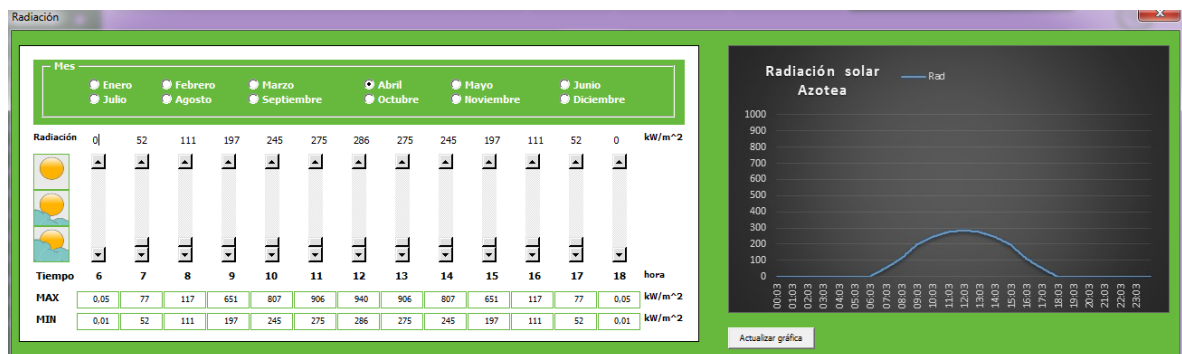 Radiación
Mes
Enero Febrero Marzo Abril Mayo Junio
Julio Agosto Septiembre Octubre Noviembre Diciembre
Radiación 0 52 111 197 245 275 286 275 245 197 111 52 0 kW/m^2
Tiempo 6 7 8 9 10 11 12 13 14 15 16 17 18 hora
MAX 0,05 77 117 651 807 906 940 906 807 651 117 77 0,05 kW/m^2
MIN 0,01 52 111 197 245 275 286 275 245 197 111 52 0,01 kW/m^2
Radiación solar
Azotea
Rad
1000
900
800
700
600
500
400
300
200
100
0
00:03 01:03 02:03 03:03 04:03 05:03 06:03 07:03 08:03 09:03 10:03 11:03 12:03 13:03 14:03 15:03 16:03 17:03 18:03 19:03 20:03 21:03 22:03 23:03
Actualizar gráfica